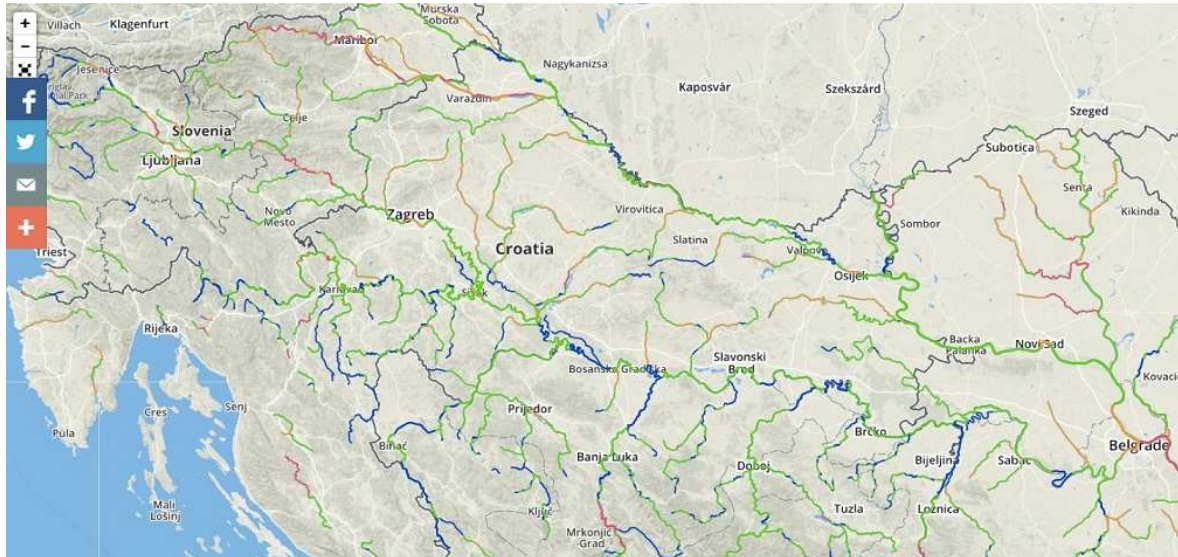 Villach
Klagenfurt
Murska
Sobota
Maribor
Jesenice
Nagykanizsa
Kaposvár
Szekszárd
Szeged
Varaždin
Celje
Slovenia
Ljubljana
Subotica
Senta
Kikinda
Novo
Mesto
Zagreb
Virovitica
Sombor
Croatia
Slatina
Valpovo
Osijek
Triest
Karlovac
Sisak
Rijeka
Backa
Palanka
Novi Sad
Slavonski
Brod
Bosanska Gradiška
Kovacic
Senj
Cres
Prijedor
Pula
Bihać
Brčko
Belgrade
Banja Luka
Doboj
Bijeljina
Sabac
Mali
Lošinj
Ključ
Tuzla
Loznica
Mrkonjic
Grad